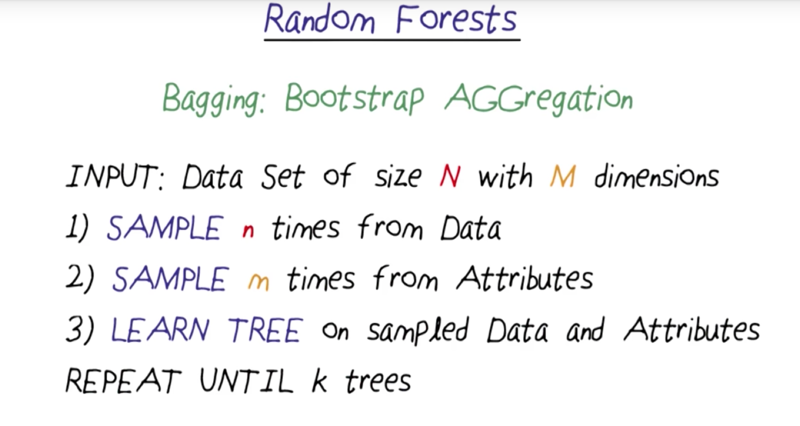 Random Forests
Bagging: Bootstrap AGGregation
INPUT: Data Set of size N with M dimensions
1) SAMPLE n times from Data
2) SAMPLE m times from Attributes
3) LEARN TREE on sampled Data and Attributes
REPEAT UNTIL k trees